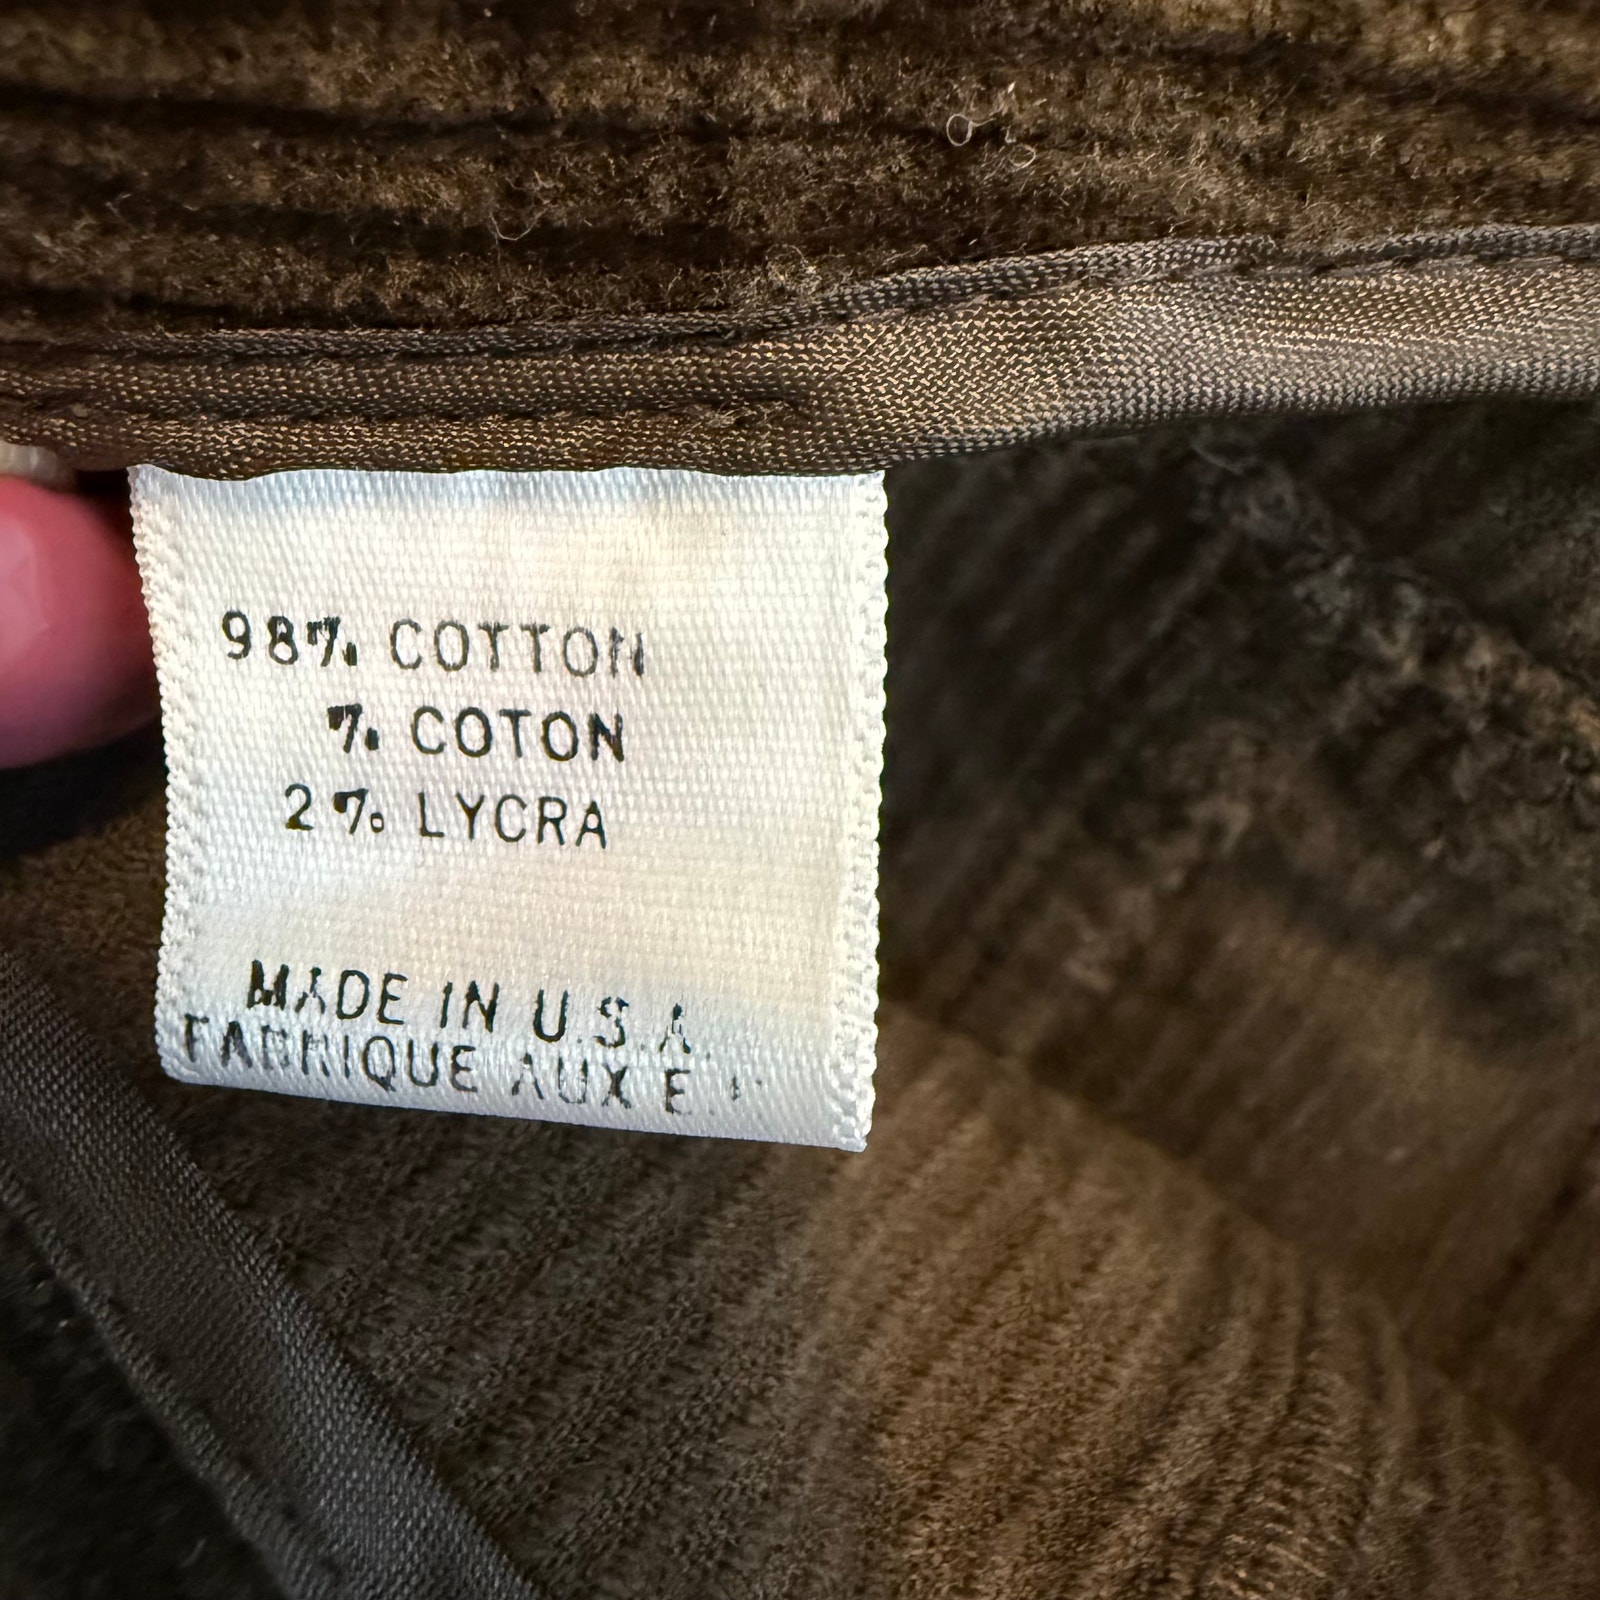 98% COTTON
% COTON
2% LYCRA
MADE IN U.S.A.
FABRIQUE AUX E.